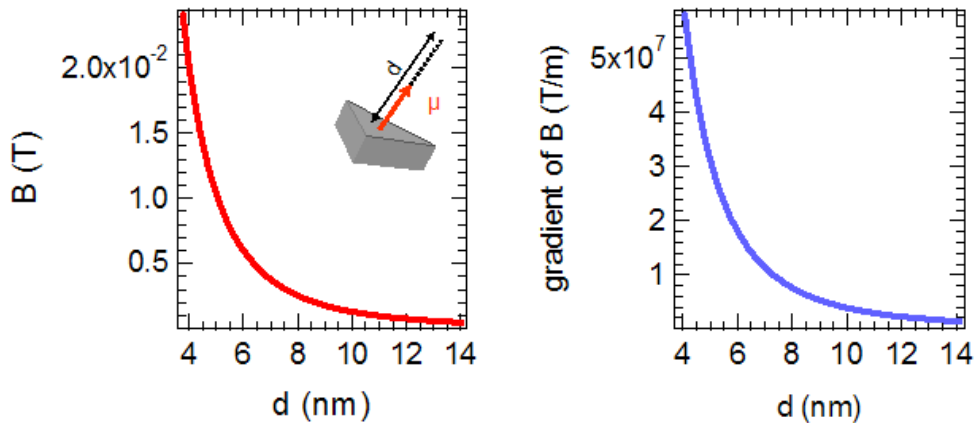 B (T)
2.0x10⁻²
1.5
1.0
0.5
4 6 8 10 12 14
d (nm)
d
μ
gradient of B (T/m)
5x10⁷
4
3
2
1
4 6 8 10 12 14
d (nm)